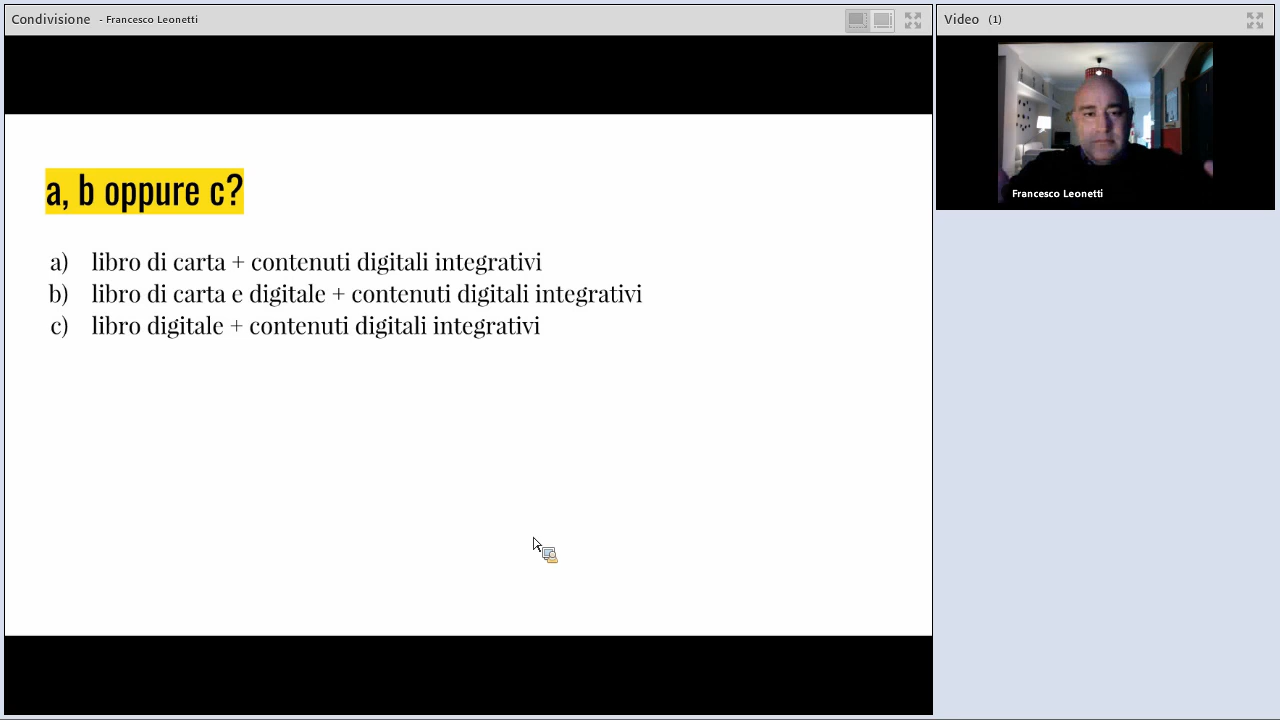 Condivisione - Francesco Leonetti
Video (1)
Francesco Leonetti
a, b oppure c?
a) libro di carta + contenuti digitali integrativi
b) libro di carta e digitale + contenuti digitali integrativi
c) libro digitale + contenuti digitali integrativi